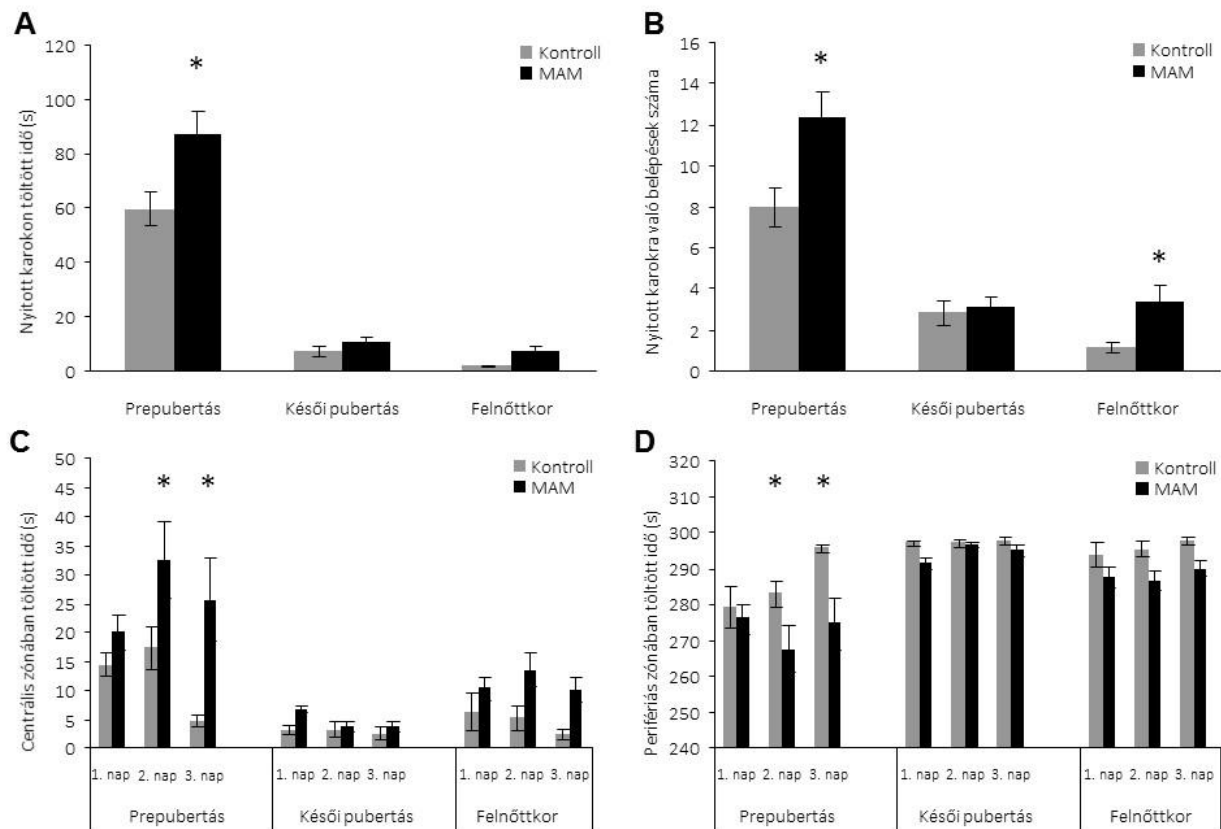 A
Nyitott karokon töltött idő (s)
120
100
80
60
40
20
0
Kontroll
MAM
*
Prepubertás Késői pubertás Felnőttkor
B
Nyitott karokra való belépések száma
16
14
12
10
8
6
4
2
0
Kontroll
MAM
*
*
Prepubertás Késői pubertás Felnőttkor
C
Centrális zónában töltött idő (s)
50
45
40
35
30
25
20
15
10
5
0
Kontroll
MAM
* *
1. nap 2. nap 3. nap 1. nap 2. nap 3. nap 1. nap 2. nap 3. nap
Prepubertás Késői pubertás Felnőttkor
D
Perifériás zónában töltött idő (s)
320
310
300
290
280
270
260
250
240
Kontroll
MAM
* *
1. nap 2. nap 3. nap 1. nap 2. nap 3. nap 1. nap 2. nap 3. nap
Prepubertás Késői pubertás Felnőttkor